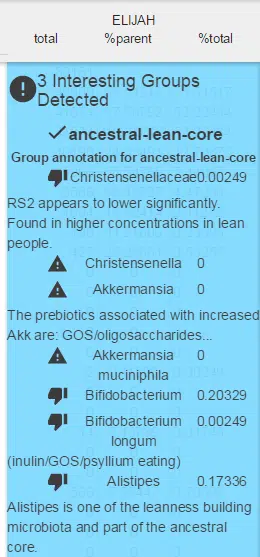 ELIJAH
total %parent %total
3 Interesting Groups
Detected
ancestral-lean-core
Group annotation for ancestral-lean-core
Christensenellaceae0.00249
RS2 appears to lower significantly.
Found in higher concentrations in lean
people.
Christensenella 0
Akkermansia 0
The prebiotics associated with increased
Akk are: GOS/oligosaccharides...
Akkermansia 0
muciniphila
Bifidobacterium 0.20329
Bifidobacterium 0.00249
longum
(inulin/GOS/psyllium eating)
Alistipes 0.17336
Alistipes is one of the leanness building
microbiota and part of the ancestral
core.